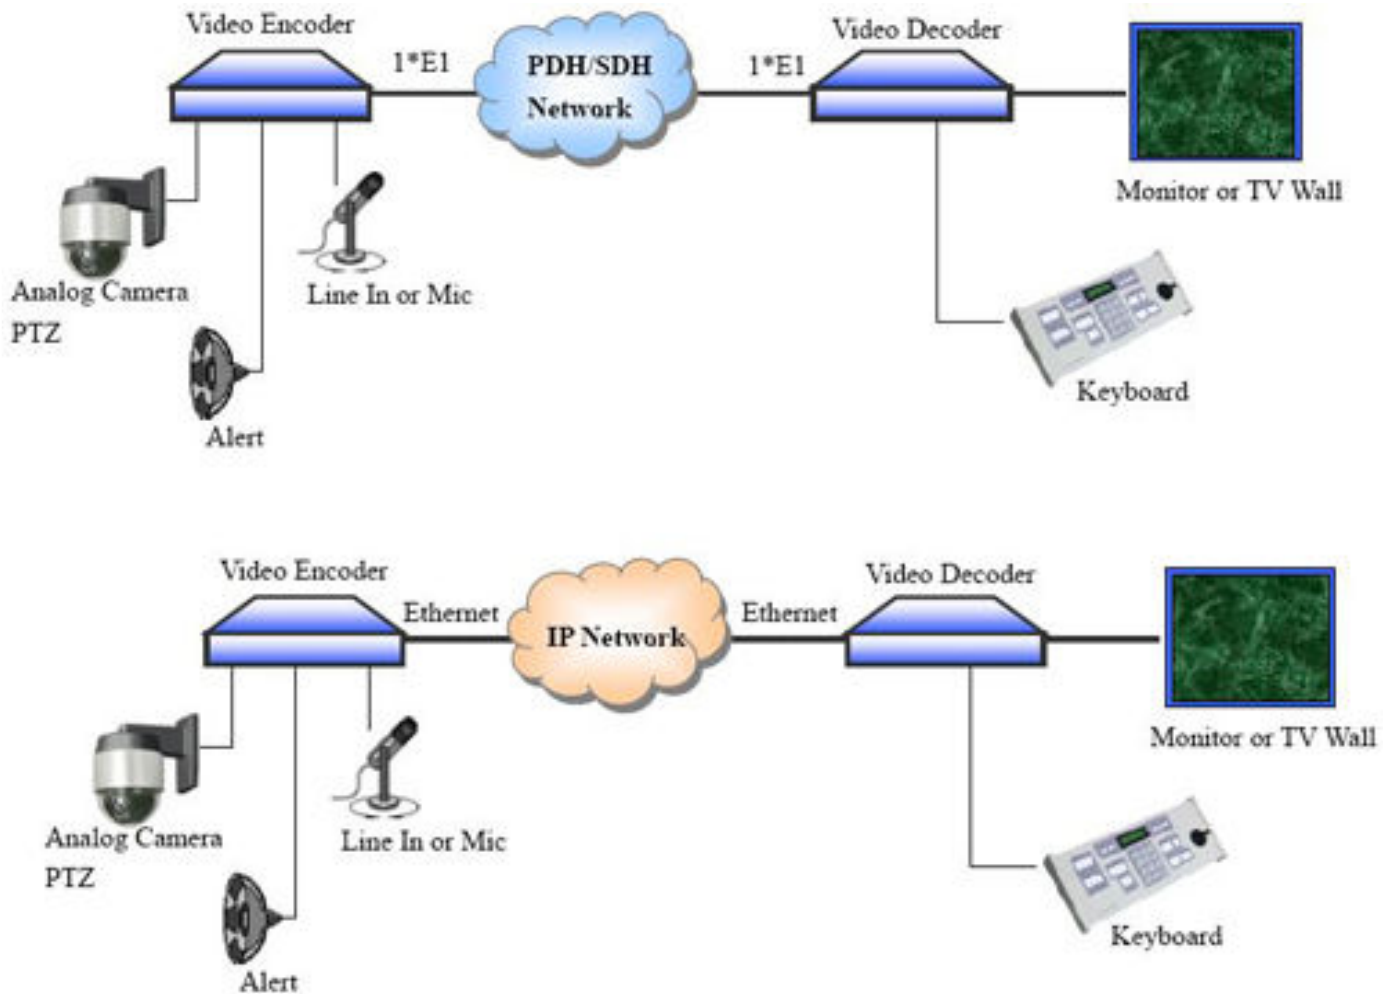 Video Encoder
1*E1
PDH/SDH
Network
1*E1
Video Decoder
Monitor or TV Wall
Analog Camera
PTZ
Line In or Mic
Alert
Keyboard
Video Encoder
Ethernet
IP Network
Ethernet
Video Decoder
Monitor or TV Wall
Analog Camera
PTZ
Line In or Mic
Alert
Keyboard